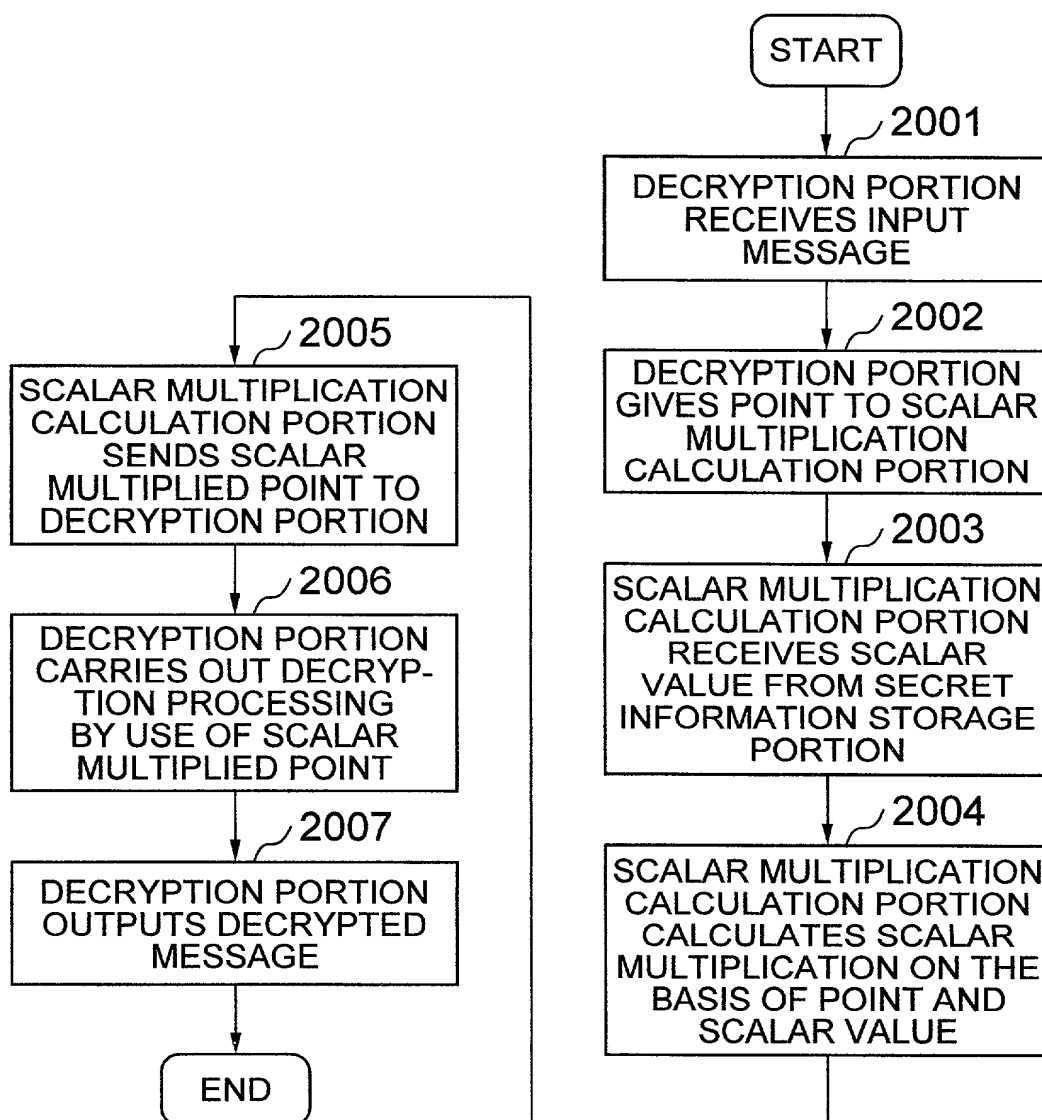 START
2001
DECRYPTION PORTION
RECEIVES INPUT
MESSAGE
2002
DECRYPTION PORTION
GIVES POINT TO SCALAR
MULTIPLICATION
CALCULATION PORTION
2003
SCALAR MULTIPLICATION
CALCULATION PORTION
RECEIVES SCALAR
VALUE FROM SECRET
INFORMATION STORAGE
PORTION
2004
SCALAR MULTIPLICATION
CALCULATION PORTION
CALCULATES SCALAR
MULTIPLICATION ON THE
BASIS OF POINT AND
SCALAR VALUE
2005
SCALAR MULTIPLICATION
CALCULATION PORTION
SENDS SCALAR
MULTIPLIED POINT TO
DECRYPTION PORTION
2006
DECRYPTION PORTION
CARRIES OUT DECRYP-
TION PROCESSING
BY USE OF SCALAR
MULTIPLIED POINT
2007
DECRYPTION PORTION
OUTPUTS DECRYPTED
MESSAGE
END